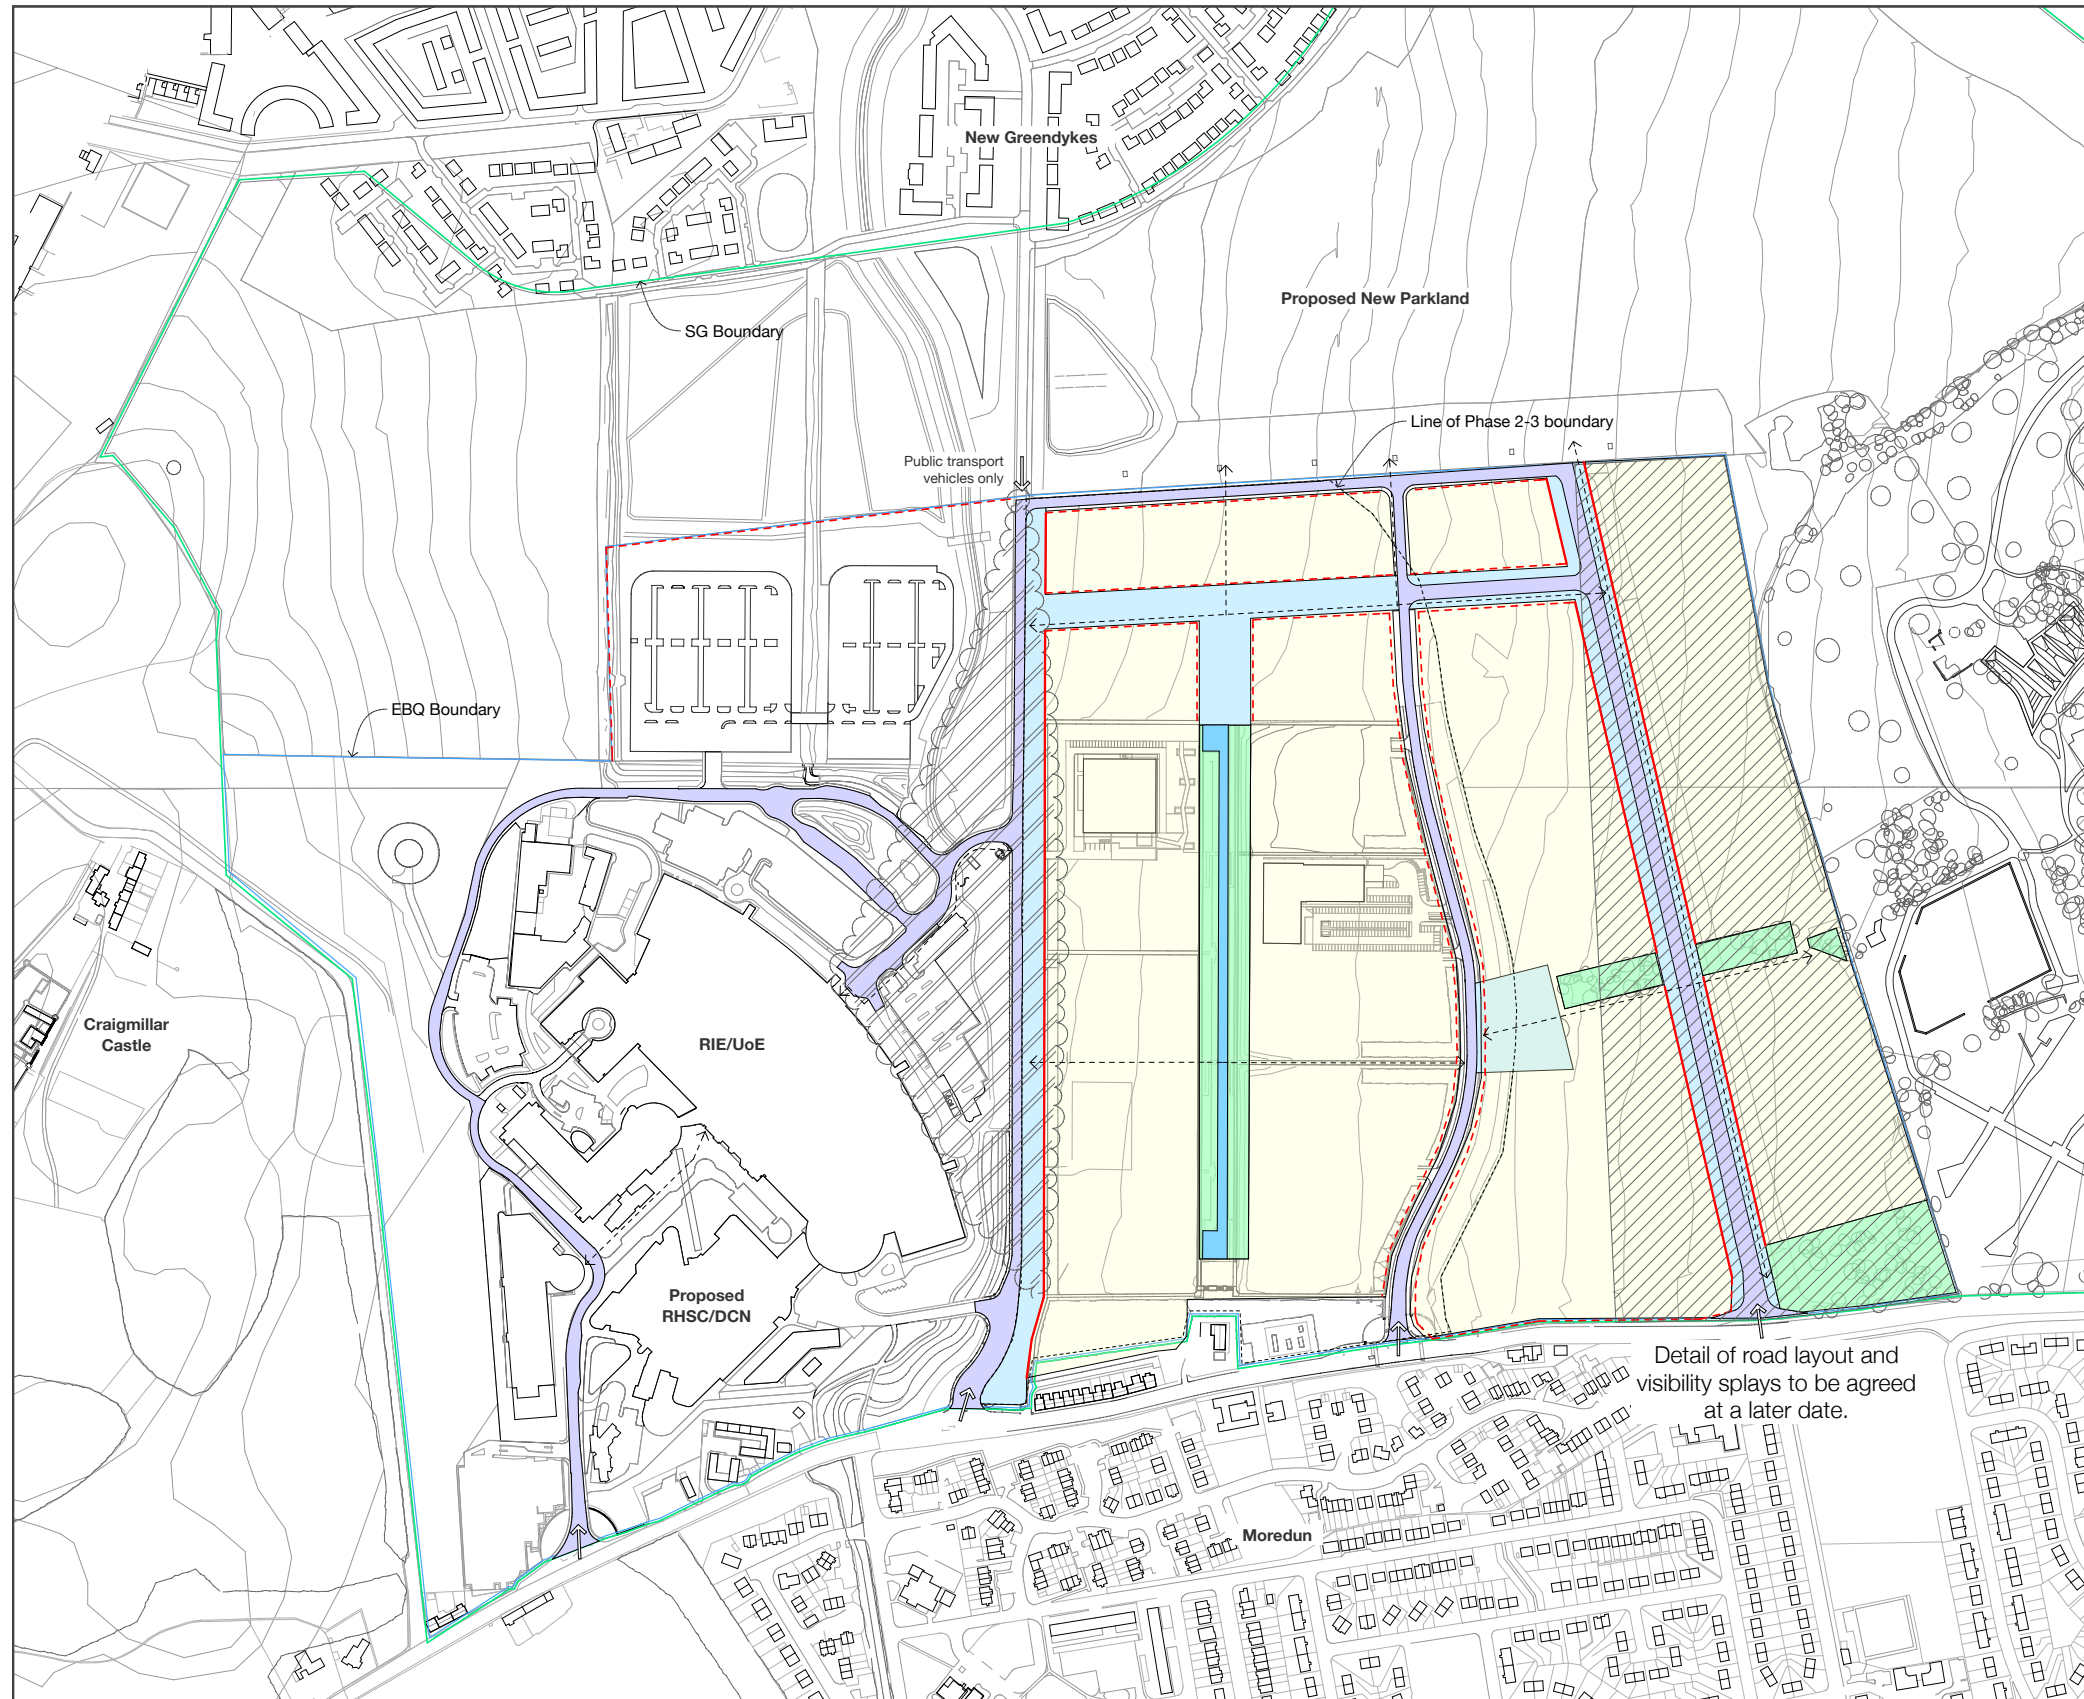 New Greendykes
Proposed New Parkland
SG Boundary
Line of Phase 2-3 boundary
Public transport
vehicles only
EBQ Boundary
Craigmillar
Castle
RIE/UoE
Proposed
RHSC/DCN
Detail of road layout and
visibility splays to be agreed
at a later date.
Moredun